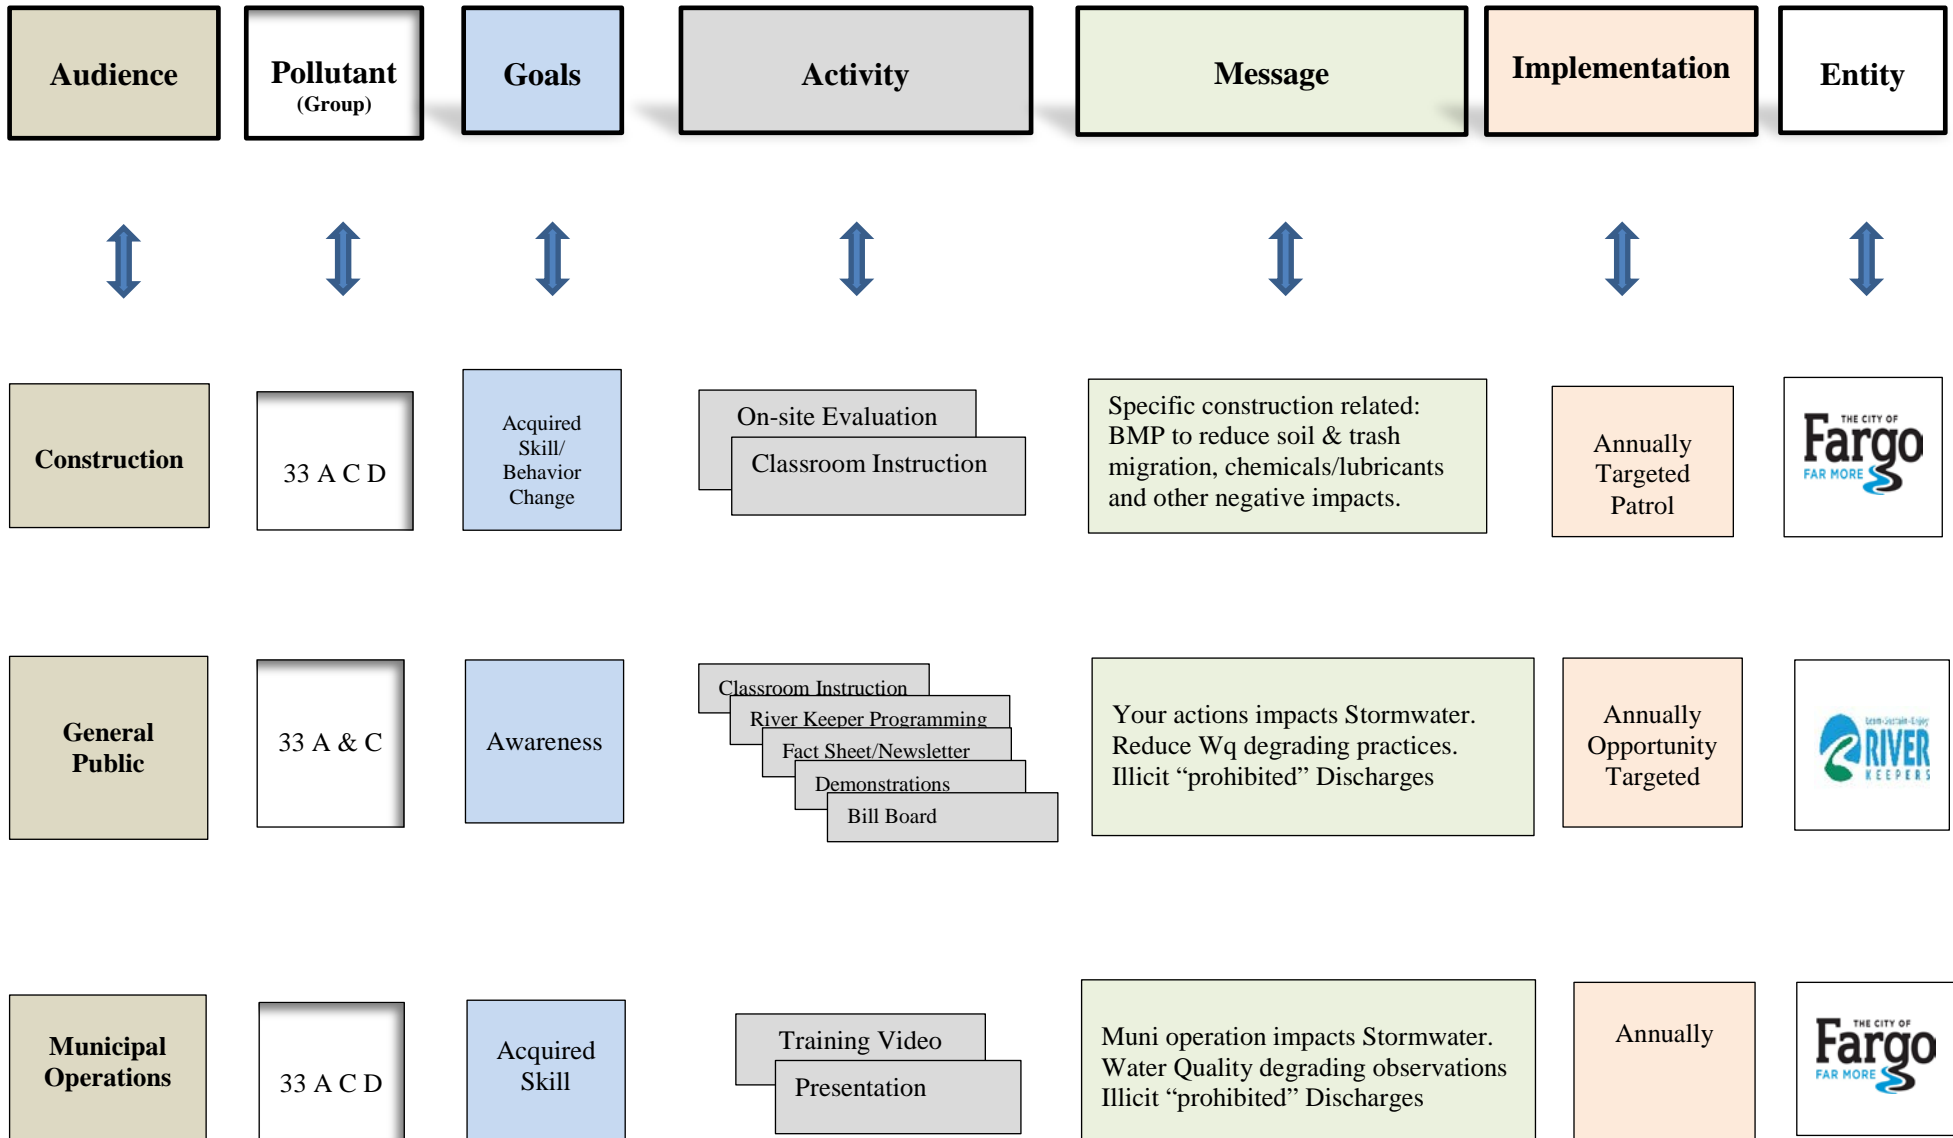 Audience
Pollutant
(Group)
Goals
Activity
Message
Implementation
Entity
Construction
33 A C D
Acquired
Skill/
Behavior
Change
On-site Evaluation
Classroom Instruction
Specific construction related:
BMP to reduce soil & trash
migration, chemicals/lubricants
and other negative impacts.
Annually
Targeted
Patrol
THE CITY OF
Fargo
FAR MORE
General
Public
33 A & C
Awareness
Classroom Instruction
River Keeper Programming
Fact Sheet/Newsletter
Demonstrations
Bill Board
Your actions impacts Stormwater.
Reduce Wq degrading practices.
Illicit “prohibited” Discharges
Annually
Opportunity
Targeted
Learn-Sustain-Enjoy
RIVER
KEEPERS
Municipal
Operations
33 A C D
Acquired
Skill
Training Video
Presentation
Muni operation impacts Stormwater.
Water Quality degrading observations
Illicit “prohibited” Discharges
Annually
THE CITY OF
Fargo
FAR MORE